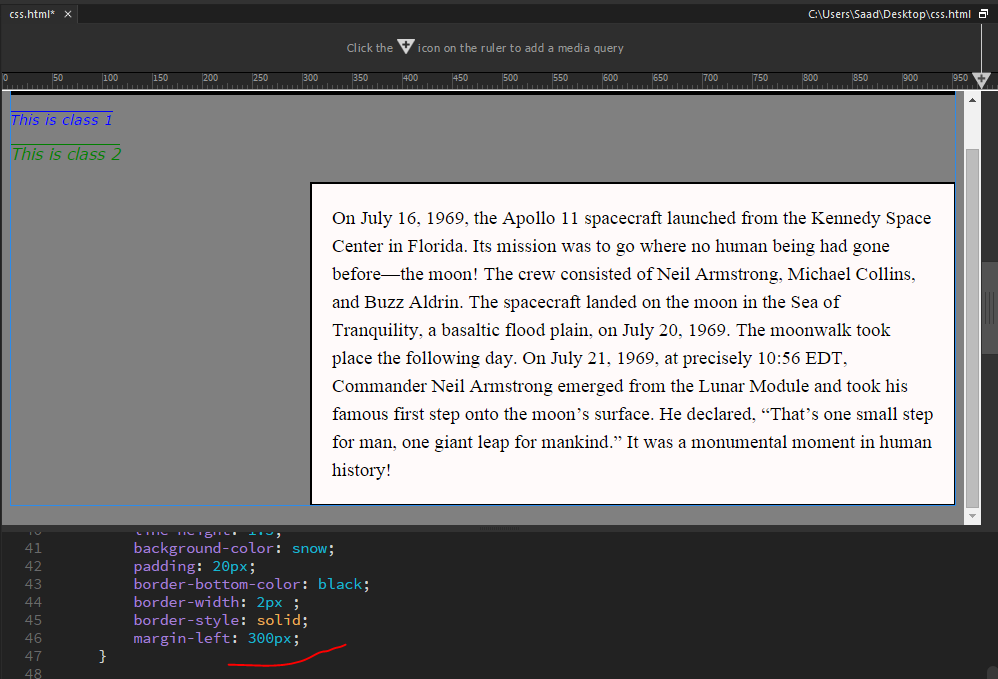 css.html* ×
C:\Users\Saad\Desktop\css.html
Click the icon on the ruler to add a media query
0 50 100 150 200 250 300 350 400 450 500 550 600 650 700 750 800 850 900 950
This is class 1
This is class 2
On July 16, 1969, the Apollo 11 spacecraft launched from the Kennedy Space
Center in Florida. Its mission was to go where no human being had gone
before—the moon! The crew consisted of Neil Armstrong, Michael Collins,
and Buzz Aldrin. The spacecraft landed on the moon in the Sea of
Tranquility, a basaltic flood plain, on July 20, 1969. The moonwalk took
place the following day. On July 21, 1969, at precisely 10:56 EDT,
Commander Neil Armstrong emerged from the Lunar Module and took his
famous first step onto the moon’s surface. He declared, “That’s one small step
for man, one giant leap for mankind.” It was a monumental moment in human
history!
40 line-height: 1.5;
41 background-color: snow;
42 padding: 20px;
43 border-bottom-color: black;
44 border-width: 2px ;
45 border-style: solid;
46 margin-left: 300px;
47 }
48